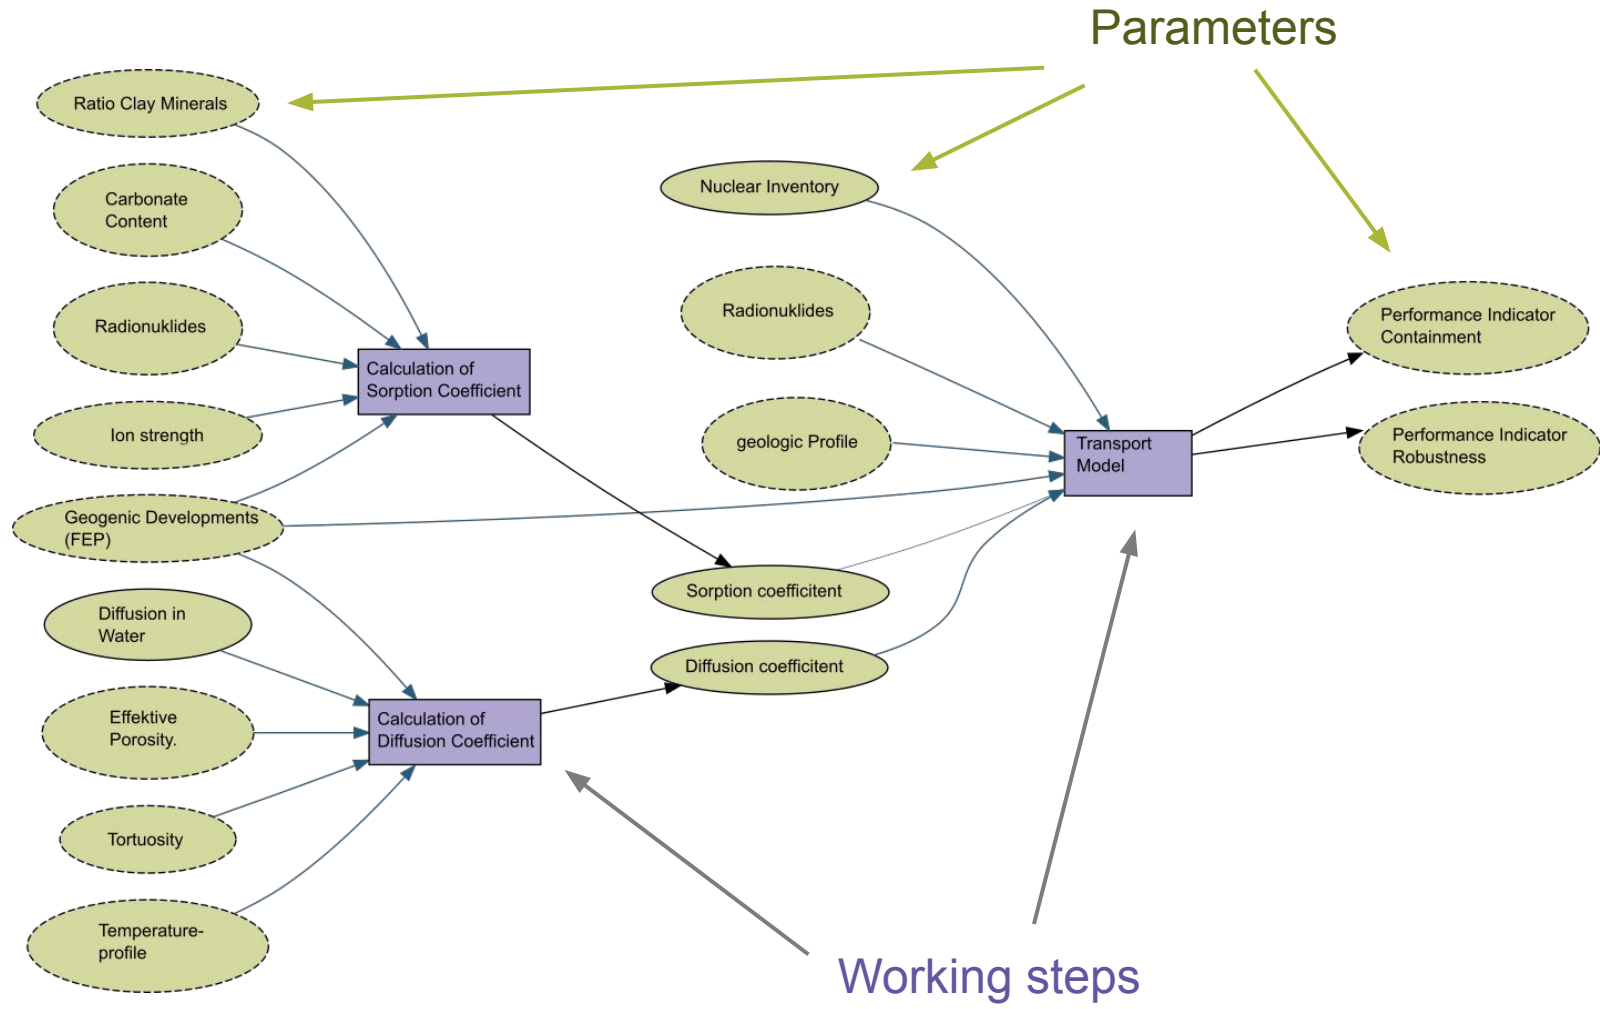 Parameters
Ratio Clay Minerals
Carbonate
Content
Radionuklides
Ion strength
Geogenic Developments
(FEP)
Diffusion in
Water
Effektive
Porosity.
Tortuosity
Temperature-
profile
Calculation of
Sorption Coefficient
Calculation of
Diffusion Coefficient
Nuclear Inventory
Radionuklides
geologic Profile
Sorption coefficitent
Diffusion coefficitent
Transport
Model
Performance Indicator
Containment
Performance Indicator
Robustness
Working steps